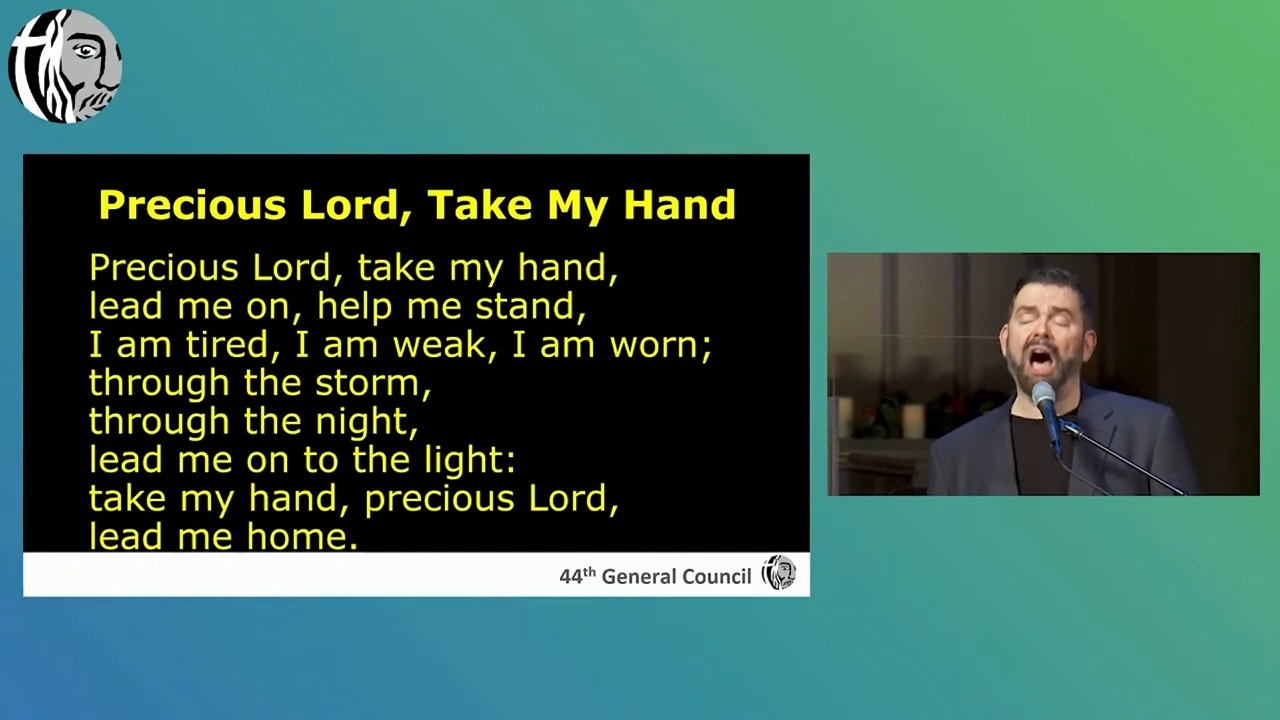 Precious Lord, Take My Hand
Precious Lord, take my hand,
lead me on, help me stand,
I am tired, I am weak, I am worn;
through the storm,
through the night,
lead me on to the light:
take my hand, precious Lord,
lead me home.
44th General Council